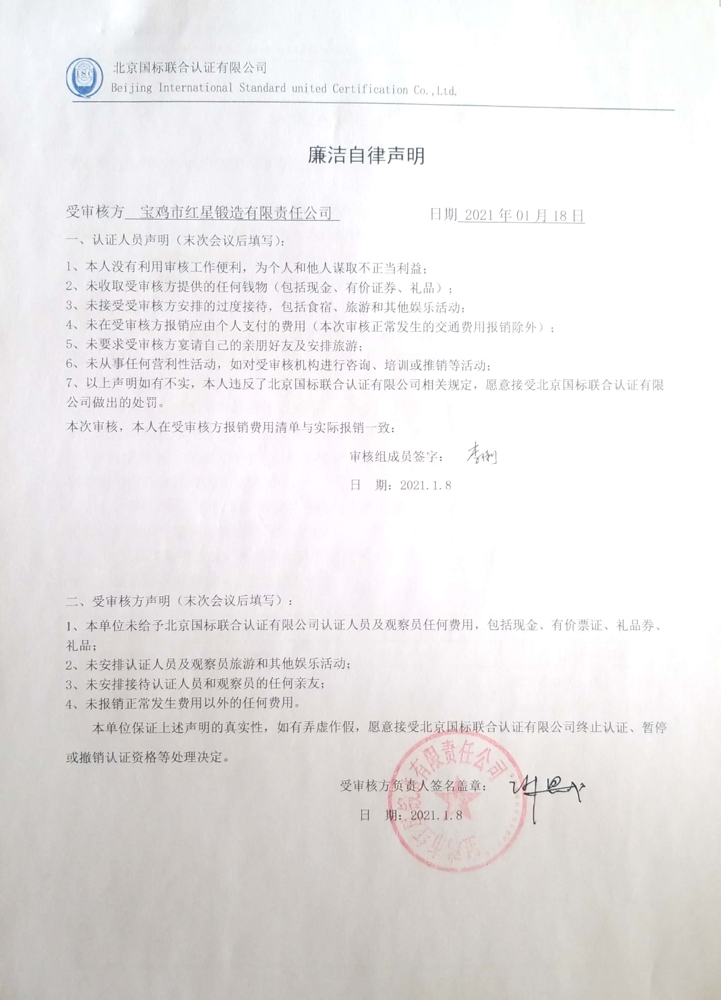 ISC
北京国标联合认证有限公司
Beijing International Standard united Certification Co.,Ltd.
廉洁自律声明
受审核方 宝鸡市红星锻造有限责任公司 日期 2021 年 01 月 18 日
一、认证人员声明（末次会议后填写）：
1、本人没有利用审核工作便利，为个人和他人谋取不正当利益；
2、未收取受审核方提供的任何钱物（包括现金、有价证券、礼品）；
3、未接受受审核方安排的过度接待，包括食宿、旅游和其他娱乐活动；
4、未在受审核方报销应由个人支付的费用（本次审核正常发生的交通费用报销除外）；
5、未要求受审核方宴请自己的亲朋好友及安排旅游；
6、未从事任何营利性活动，如对受审核机构进行咨询、培训或推销等活动；
7、以上声明如有不实，本人违反了北京国标联合认证有限公司相关规定，愿意接受北京国标联合认证有限
公司做出的处罚。
本次审核，本人在受审核方报销费用清单与实际报销一致：
审核组成员签字： 李俐
日 期：2021.1.8
二、受审核方声明（末次会议后填写）：
1、本单位未给予北京国标联合认证有限公司认证人员及观察员任何费用，包括现金、有价票证、礼品券、
礼品；
2、未安排认证人员及观察员旅游和其他娱乐活动；
3、未安排接待认证人员和观察员的任何亲友；
4、未报销正常发生费用以外的任何费用。
本单位保证上述声明的真实性，如有弄虚作假，愿意接受北京国标联合认证有限公司终止认证、暂停
或撤销认证资格等处理决定。
受审核方负责人签名盖章：
日 期：2021.1.8
宝鸡市红星锻造有限责任公司